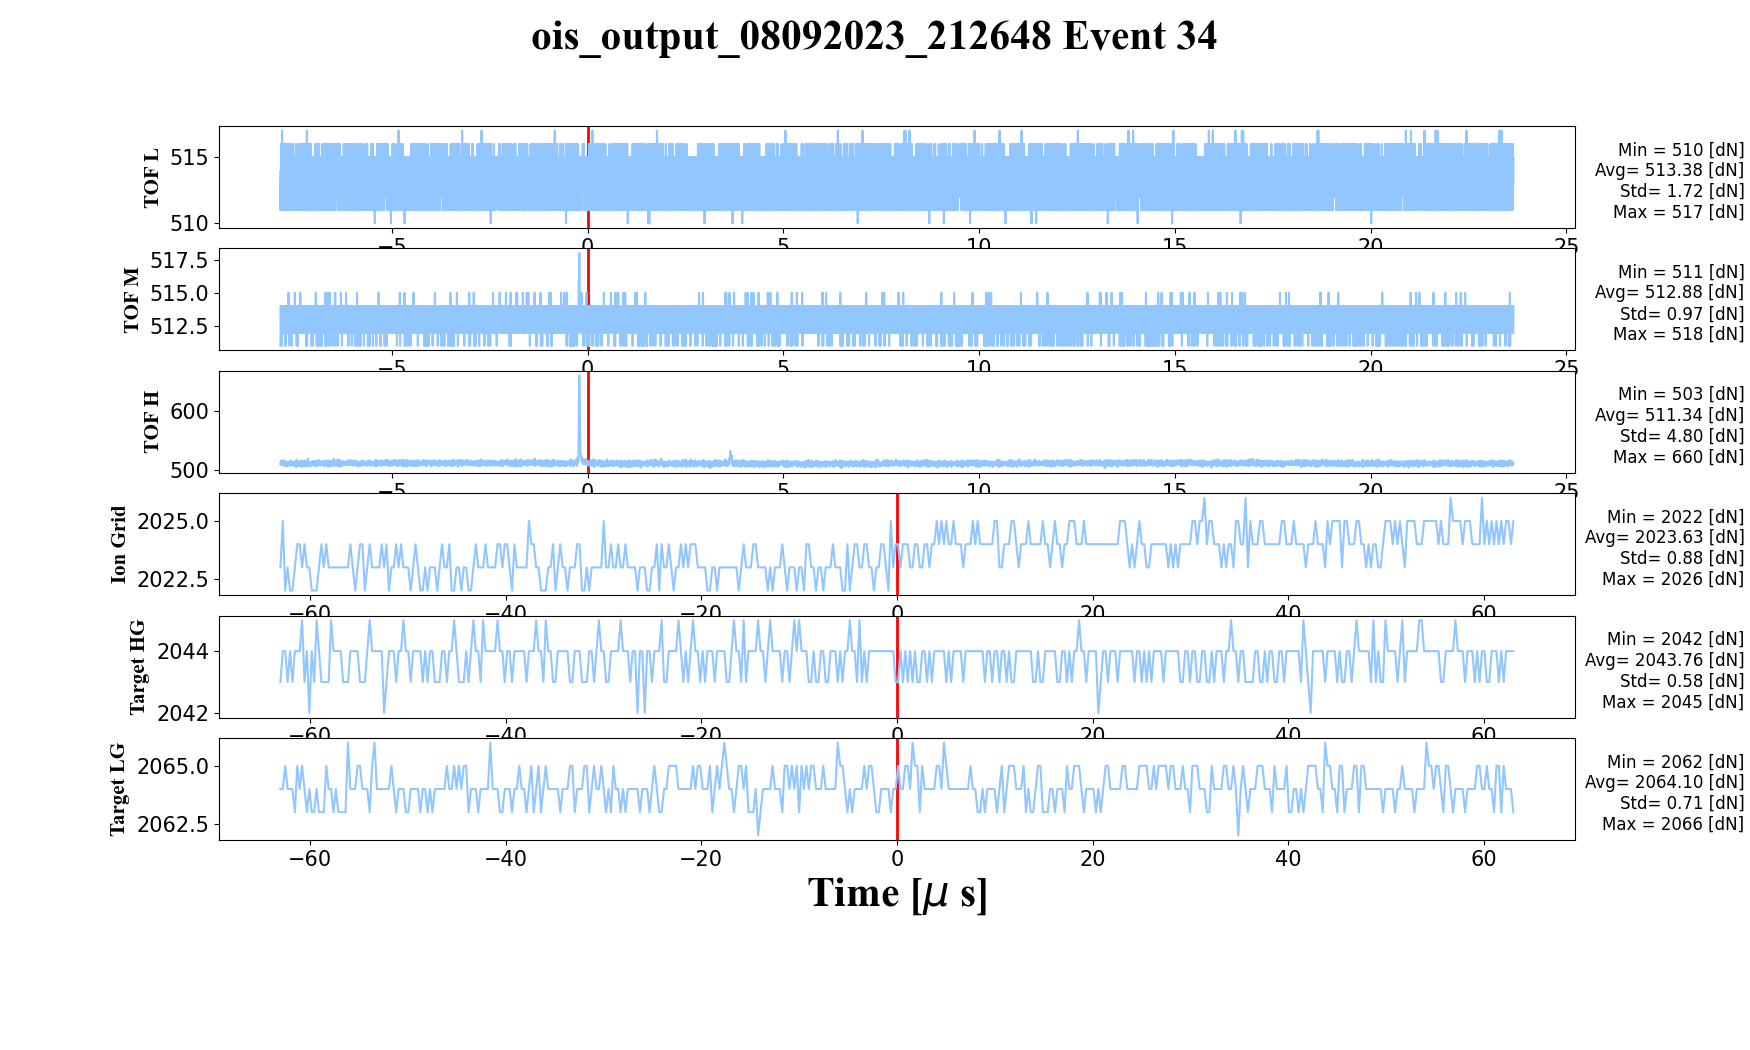 ois_output_08092023_212648 Event 34
TOF L
515
510
−5
0
5
10
15
20
25
Min = 510 [dN]
Avg= 513.38 [dN]
Std= 1.72 [dN]
Max = 517 [dN]
TOF M
517.5
515.0
512.5
−5
0
5
10
15
20
25
Min = 511 [dN]
Avg= 512.88 [dN]
Std= 0.97 [dN]
Max = 518 [dN]
TOF H
600
500
−5
0
5
10
15
20
25
Min = 503 [dN]
Avg= 511.34 [dN]
Std= 4.80 [dN]
Max = 660 [dN]
Ion Grid
2025.0
2022.5
−60
−40
−20
0
20
40
60
Min = 2022 [dN]
Avg= 2023.63 [dN]
Std= 0.88 [dN]
Max = 2026 [dN]
Target HG
2044
2042
−60
−40
−20
0
20
40
60
Min = 2042 [dN]
Avg= 2043.76 [dN]
Std= 0.58 [dN]
Max = 2045 [dN]
Target LG
2065.0
2062.5
−60
−40
−20
0
20
40
60
Min = 2062 [dN]
Avg= 2064.10 [dN]
Std= 0.71 [dN]
Max = 2066 [dN]
Time [μ s]